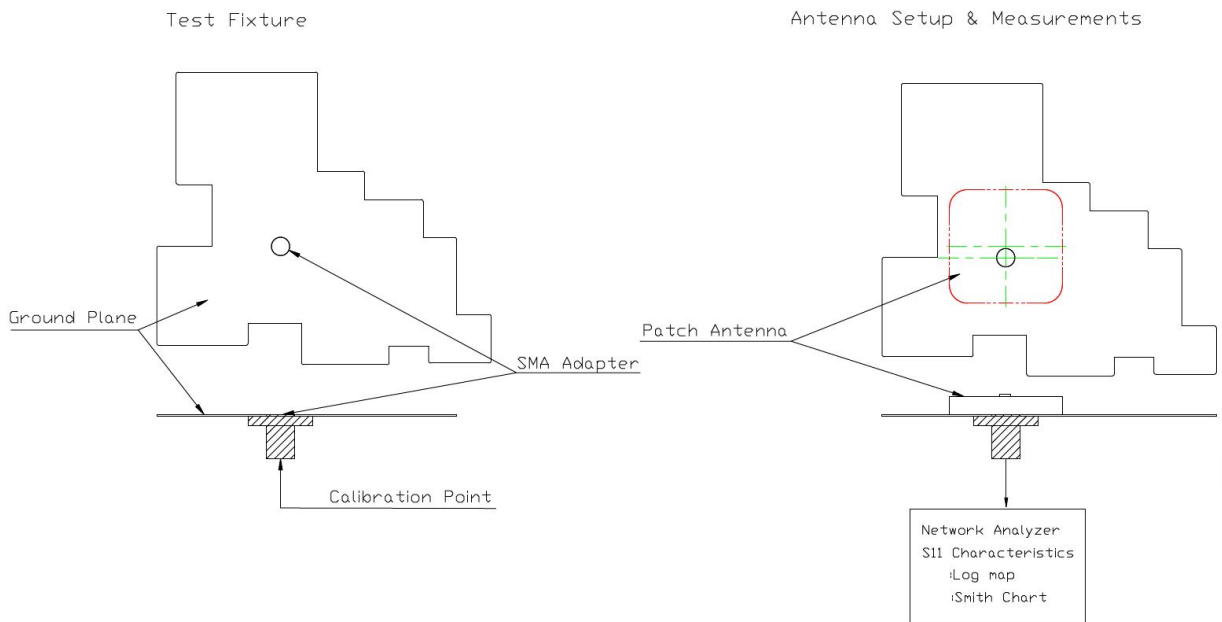 Test Fixture
Antenna Setup & Measurements
Ground Plane
SMA Adapter
Calibration Point
Patch Antenna
Network Analyzer
S11 Characteristics
:Log map
:Smith Chart